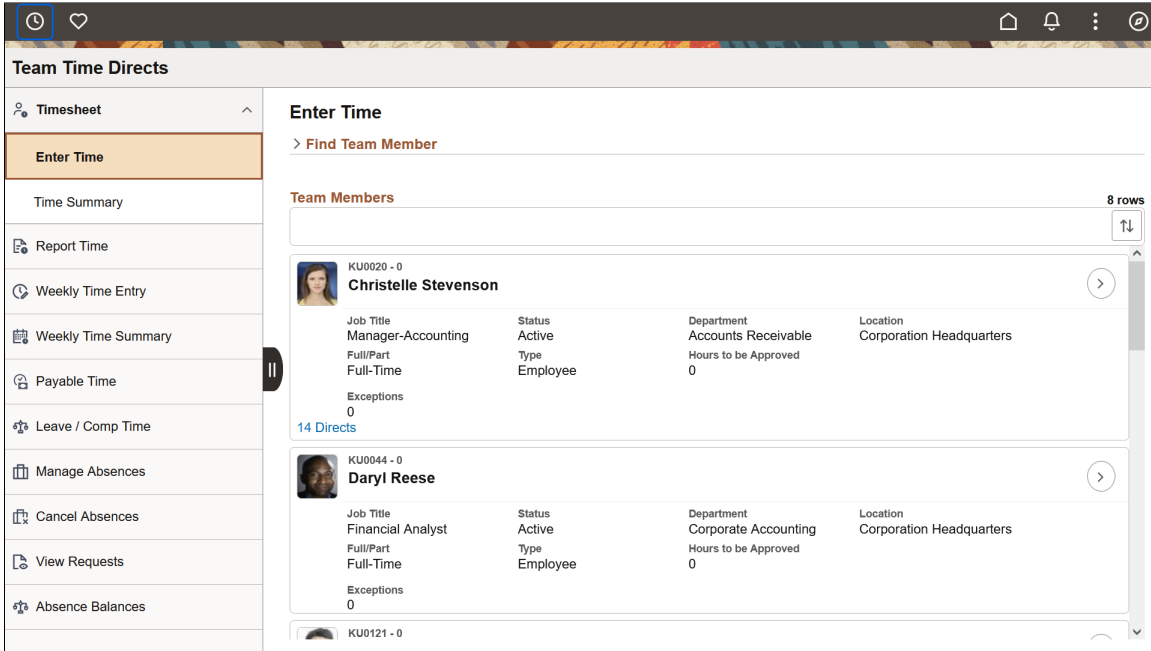 Team Time Directs
Timesheet
Enter Time
Time Summary
Report Time
Weekly Time Entry
Weekly Time Summary
Payable Time
Leave / Comp Time
Manage Absences
Cancel Absences
View Requests
Absence Balances
Enter Time
Find Team Member
Team Members
8 rows
KU0020 - 0
Christelle Stevenson
Job Title Status Department Location
Manager-Accounting Active Accounts Receivable Corporation Headquarters
Full/Part Type Hours to be Approved
Full-Time Employee 0
Exceptions
0
14 Directs
KU0044 - 0
Daryl Reese
Job Title Status Department Location
Financial Analyst Active Corporate Accounting Corporation Headquarters
Full/Part Type Hours to be Approved
Full-Time Employee 0
Exceptions
0
KU0121 - 0